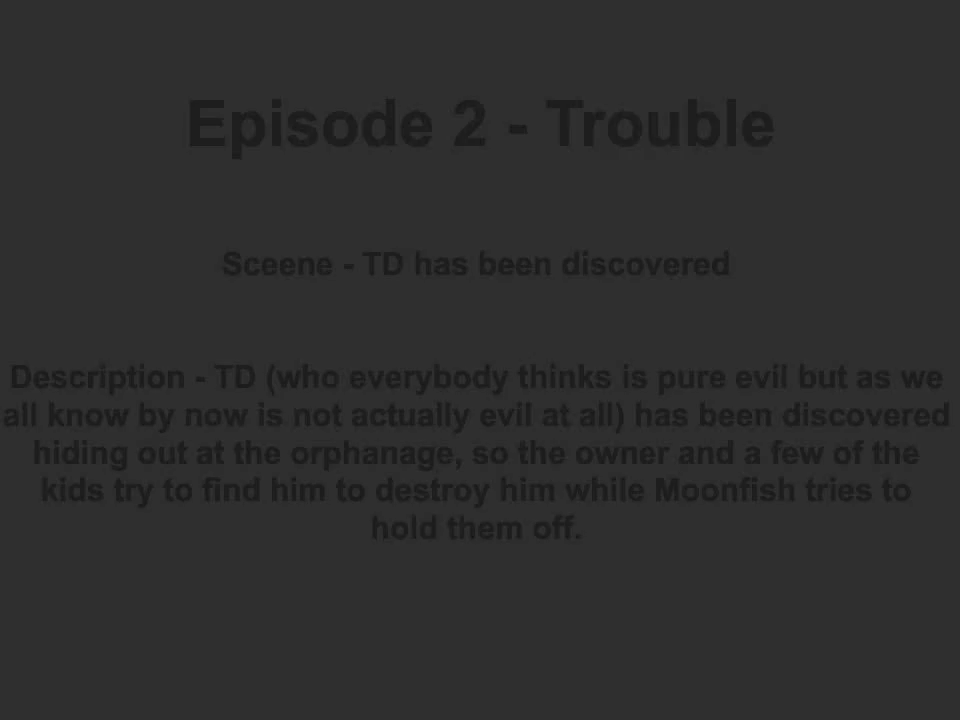 Episode 2 - Trouble
Sceene - TD has been discovered
Description - TD (who everybody thinks is pure evil but as we
all know by now is not actually evil at all) has been discovered
hiding out at the orphanage, so the owner and a few of the
kids try to find him to destroy him while Moonfish tries to
hold them off.